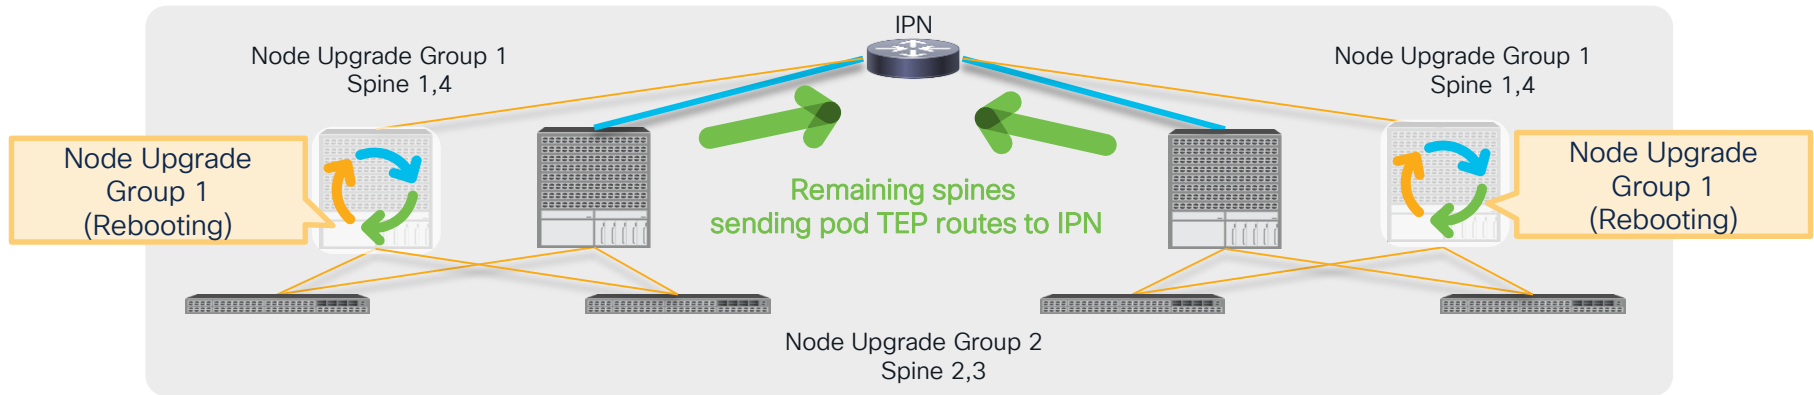 IPN
Node Upgrade Group 1
Spine 1,4
Node Upgrade Group 1
Spine 1,4
Node Upgrade
Group 1
(Rebooting)
Remaining spines
sending pod TEP routes to IPN
Node Upgrade
Group 1
(Rebooting)
Node Upgrade Group 2
Spine 2,3